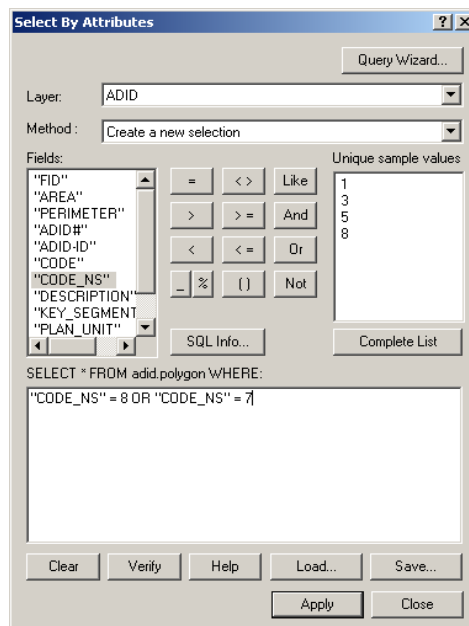 Select By Attributes
Query Wizard...
Layer: ADID
Method : Create a new selection
Fields: Unique sample values
"FID"
"AREA"
"PERIMETER"
"ADID#"
"ADID-ID"
"CODE"
"CODE_NS"
"DESCRIPTION"
"KEY_SEGMENT
"PLAN_UNIT"
= < > Like
> > = And
< < = Or
_ % ( ) Not
1
3
5
8
SQL Info... Complete List
SELECT * FROM adid.polygon WHERE:
"CODE_NS" = 8 OR "CODE_NS" = 7
Clear Verify Help Load... Save...
Apply Close